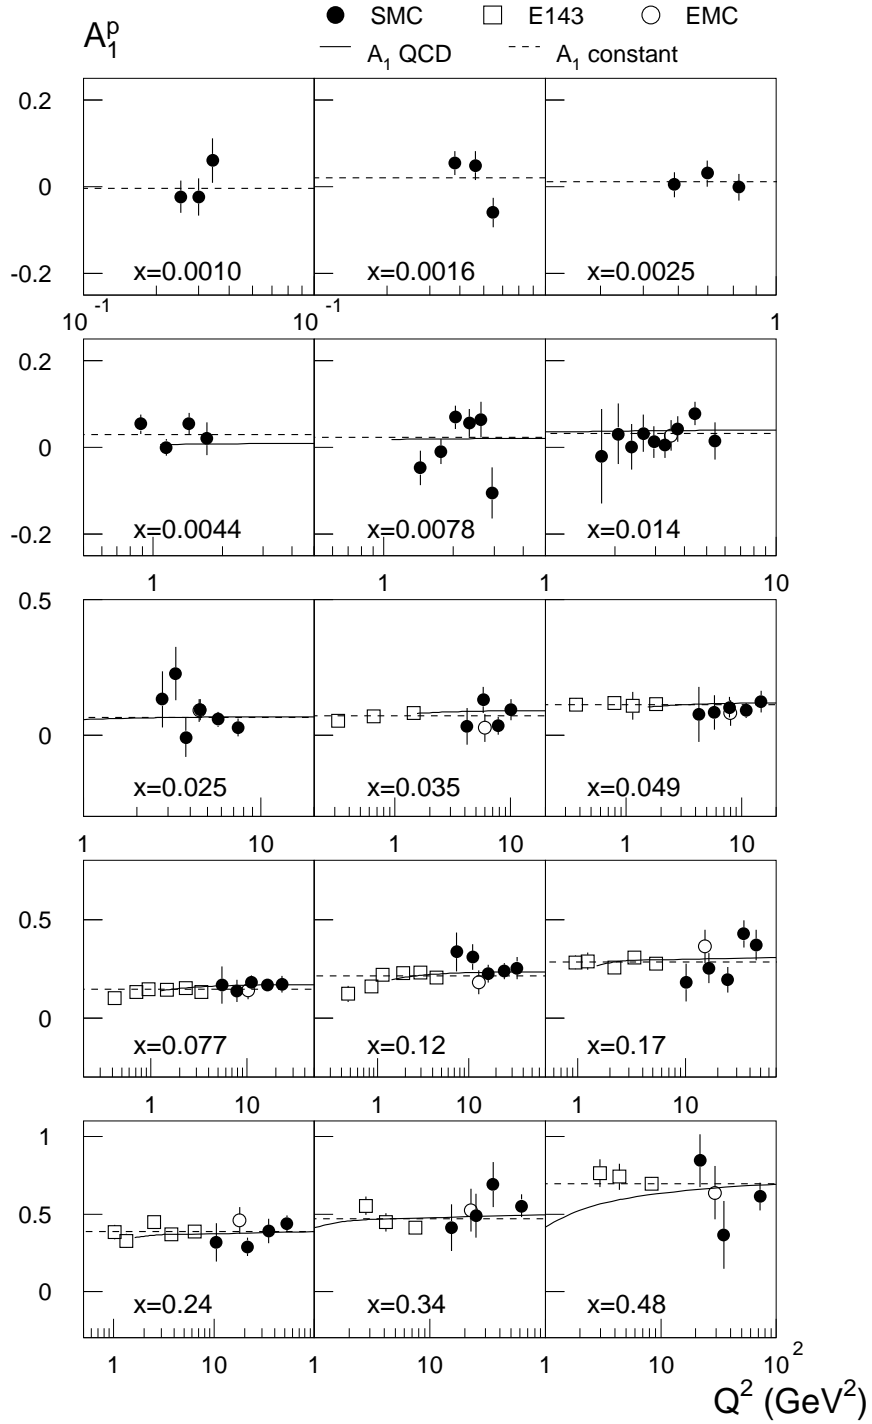 SMC E143 EMC
A₁ᵖ
A₁ QCD A₁ constant
0.2
0
-0.2
x=0.0010 x=0.0016 x=0.0025
10⁻¹ 10⁻¹ 1
0.2
0
-0.2
x=0.0044 x=0.0078 x=0.014
1 1 1 10
0.5
0
x=0.025 x=0.035 x=0.049
1 10 1 10 1 10
0.5
0
x=0.077 x=0.12 x=0.17
1 10 1 10 1 10
1
0.5
0
x=0.24 x=0.34 x=0.48
1 10 1 10 1 10 10²
Q² (GeV²)